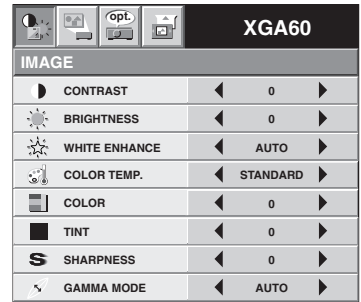 opt.
XGA60
IMAGE
CONTRAST 0
BRIGHTNESS 0
WHITE ENHANCE AUTO
COLOR TEMP. STANDARD
COLOR 0
TINT 0
S SHARPNESS 0
GAMMA MODE AUTO